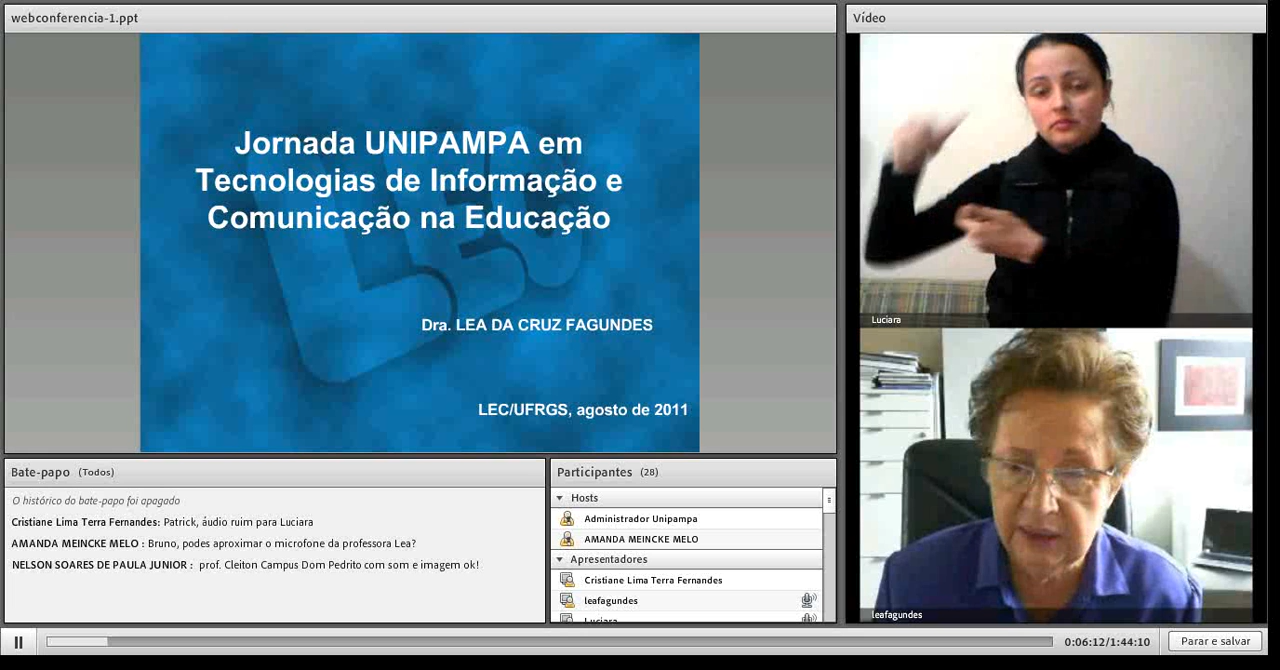 webconferencia-1.ppt
Jornada UNIPAMPA em
Tecnologias de Informação e
Comunicação na Educação
LEC
Dra. LEA DA CRUZ FAGUNDES
LEC/UFRGS, agosto de 2011
Vídeo
Luciara
leafagundes
Bate-papo (Todos)
O histórico do bate-papo foi apagado
Cristiane Lima Terra Fernandes: Patrick, áudio ruim para Luciara
AMANDA MEINCKE MELO : Bruno, podes aproximar o microfone da professora Lea?
NELSON SOARES DE PAULA JUNIOR : prof. Cleiton Campus Dom Pedrito com som e imagem ok!
Participantes (28)
Hosts
Administrador Unipampa
AMANDA MEINCKE MELO
Apresentadores
Cristiane Lima Terra Fernandes
leafagundes
Luciara
0:06:12/1:44:10
Parar e salvar